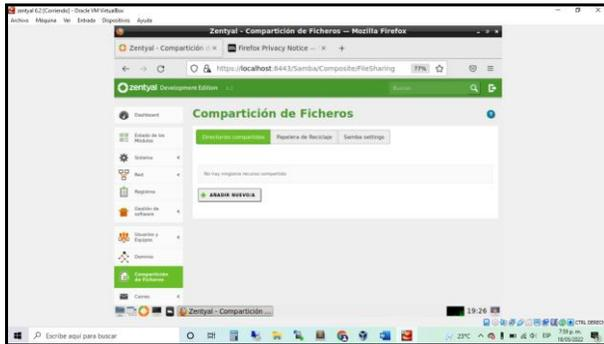 zentyal 6.2 [Corriendo] - Oracle VM VirtualBox
Archivo Máquina Ver Entrada Dispositivos Ayuda
Zentyal - Compartición de Ficheros — Mozilla Firefox
Zentyal - Compartición d
Firefox Privacy Notice —
https://localhost:8443/Samba/Composite/FileSharing
77%
zentyal Development Edition
Buscar
Dashboard
Estado de los Módulos
Sistema
Red
Registros
Gestión de software
Usuarios y Equipos
Dominio
Compartición de Ficheros
Correo
Compartición de Ficheros
Directorios compartidos
Papelera de Reciclaje
Samba settings
No hay ningún/a recurso compartido
AÑADIR NUEVO/A
Zentyal - Compartición ...
19:26
CTRL DERECHA
Escribe aquí para buscar
23°C
ESP
7:59 p. m.
18/05/2022